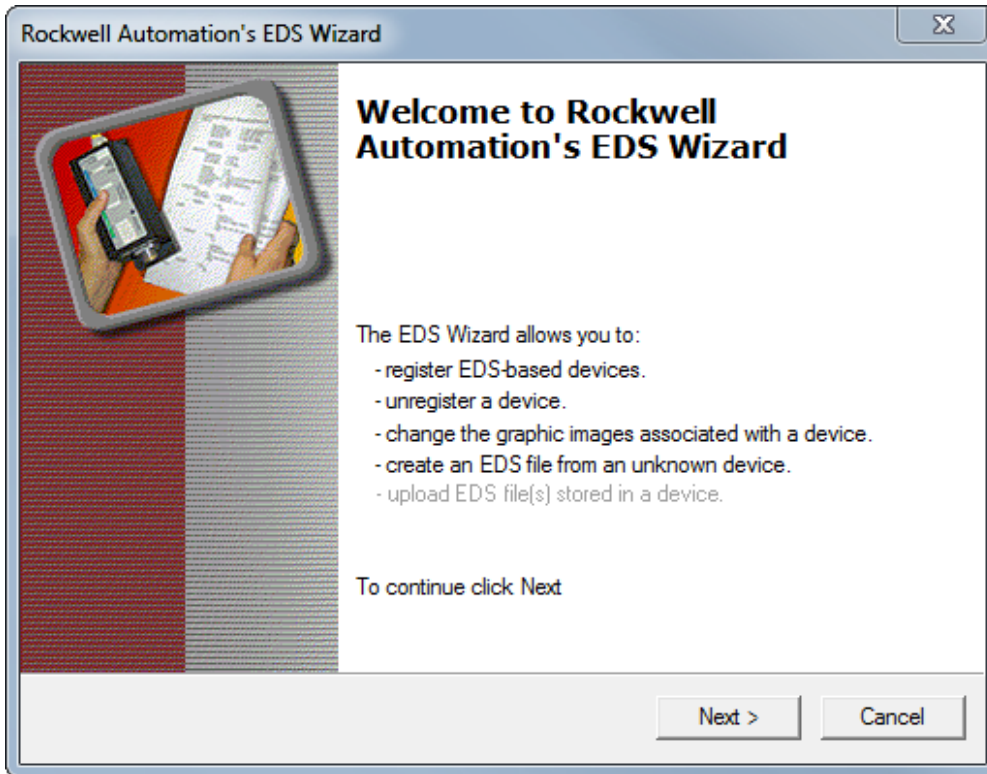 Rockwell Automation's EDS Wizard
Welcome to Rockwell
Automation's EDS Wizard
The EDS Wizard allows you to:
- register EDS-based devices.
- unregister a device.
- change the graphic images associated with a device.
- create an EDS file from an unknown device.
- upload EDS file(s) stored in a device.
To continue click Next
Next >
Cancel